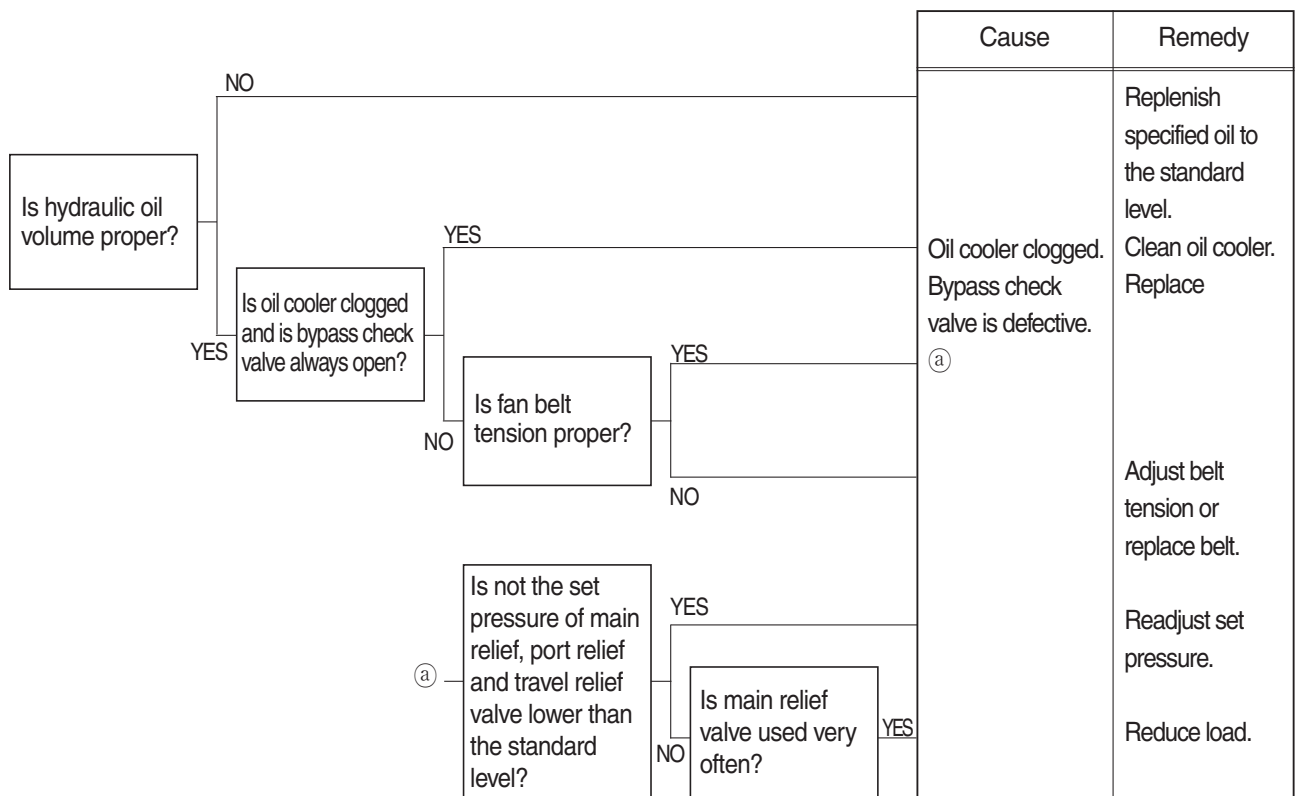 Cause
Remedy
NO
Replenish
specified oil to
the standard
level.
Is hydraulic oil
volume proper?
YES
Oil cooler clogged.
Clean oil cooler.
Bypass check
Replace
valve is defective.
Is oil cooler clogged
and is bypass check
valve always open?
YES
YES
ⓐ
Is fan belt
tension proper?
NO
NO
Adjust belt
tension or
replace belt.
ⓐ
Is not the set
pressure of main
relief, port relief
and travel relief
valve lower than
the standard
level?
YES
Readjust set
pressure.
NO
Is main relief
valve used very
often?
YES
Reduce load.